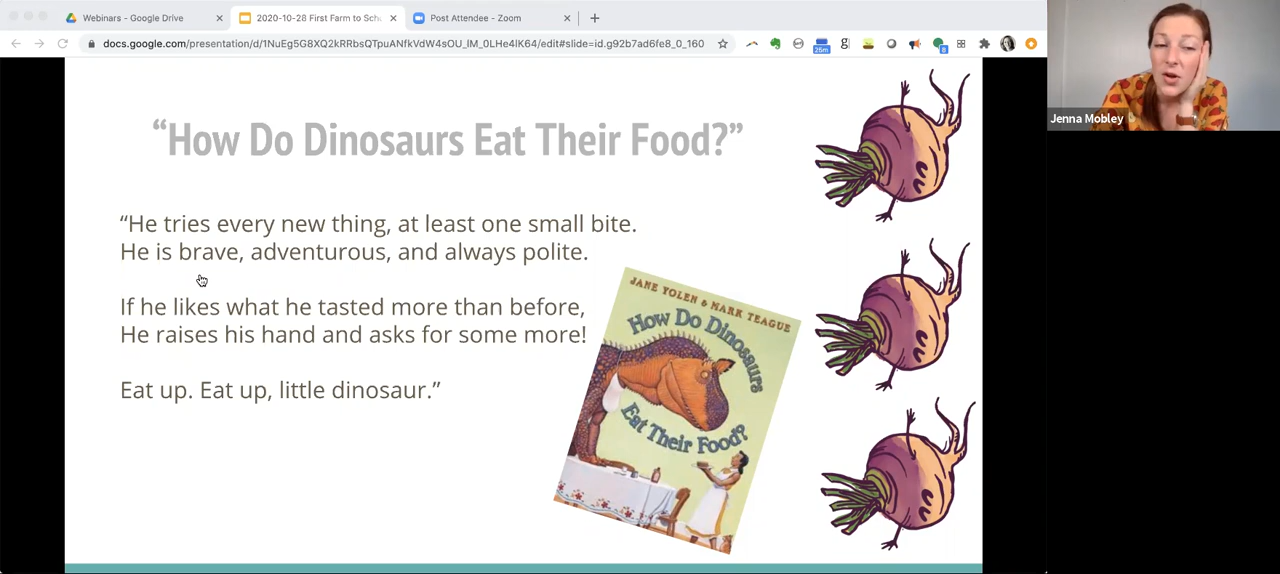 Webinars - Google Drive
2020-10-28 First Farm to Sch
Post Attendee - Zoom
docs.google.com/presentation/d/1NuEg5G8XQ2kRRbsQTpuANfkVdW4sOU_lM_0LHe4lK64/edit#slide=id.g92b7ad6fe8_0_160
25m
8
Jenna Mobley
“How Do Dinosaurs Eat Their Food?”
“He tries every new thing, at least one small bite.
He is brave, adventurous, and always polite.
If he likes what he tasted more than before,
He raises his hand and asks for some more!
Eat up. Eat up, little dinosaur.”
JANE YOLEN & MARK TEAGUE
How Do Dinosaurs
Eat Their Food?